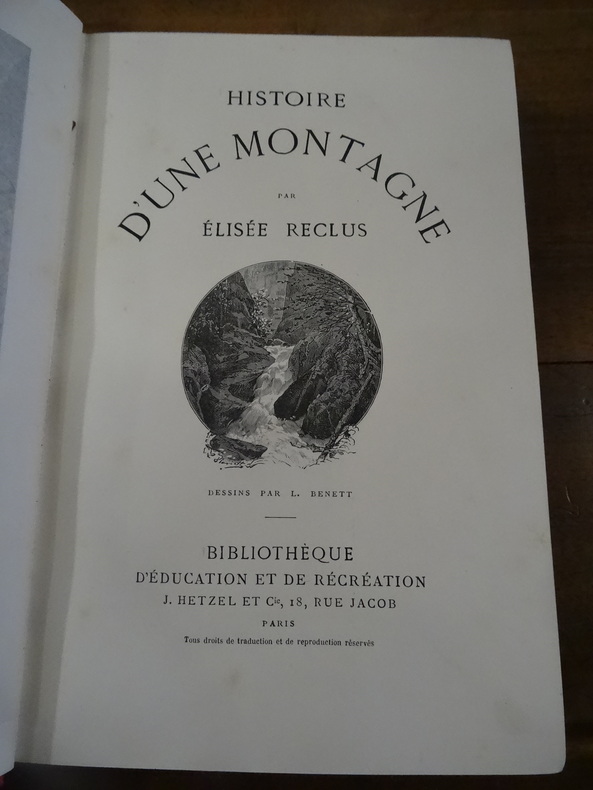 HISTOIRE
D'UNE MONTAGNE
PAR
ÉLISÉE RECLUS
DESSINS PAR L. BENETT
BIBLIOTHÈQUE
D'ÉDUCATION ET DE RÉCRÉATION
J. HETZEL ET Cie, 18, RUE JACOB
PARIS
Tous droits de traduction et de reproduction réservés